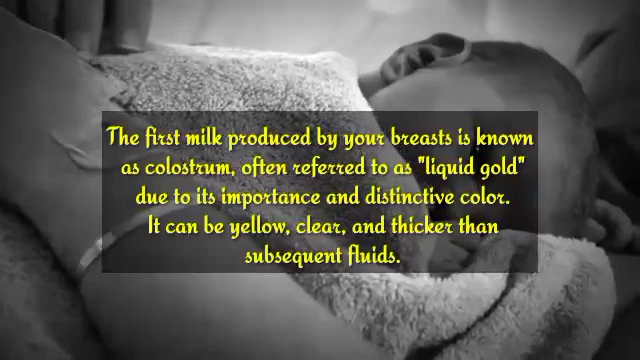 The first milk produced by your breasts is known
as colostrum, often referred to as "liquid gold"
due to its importance and distinctive color.
It can be yellow, clear, and thicker than
subsequent fluids.